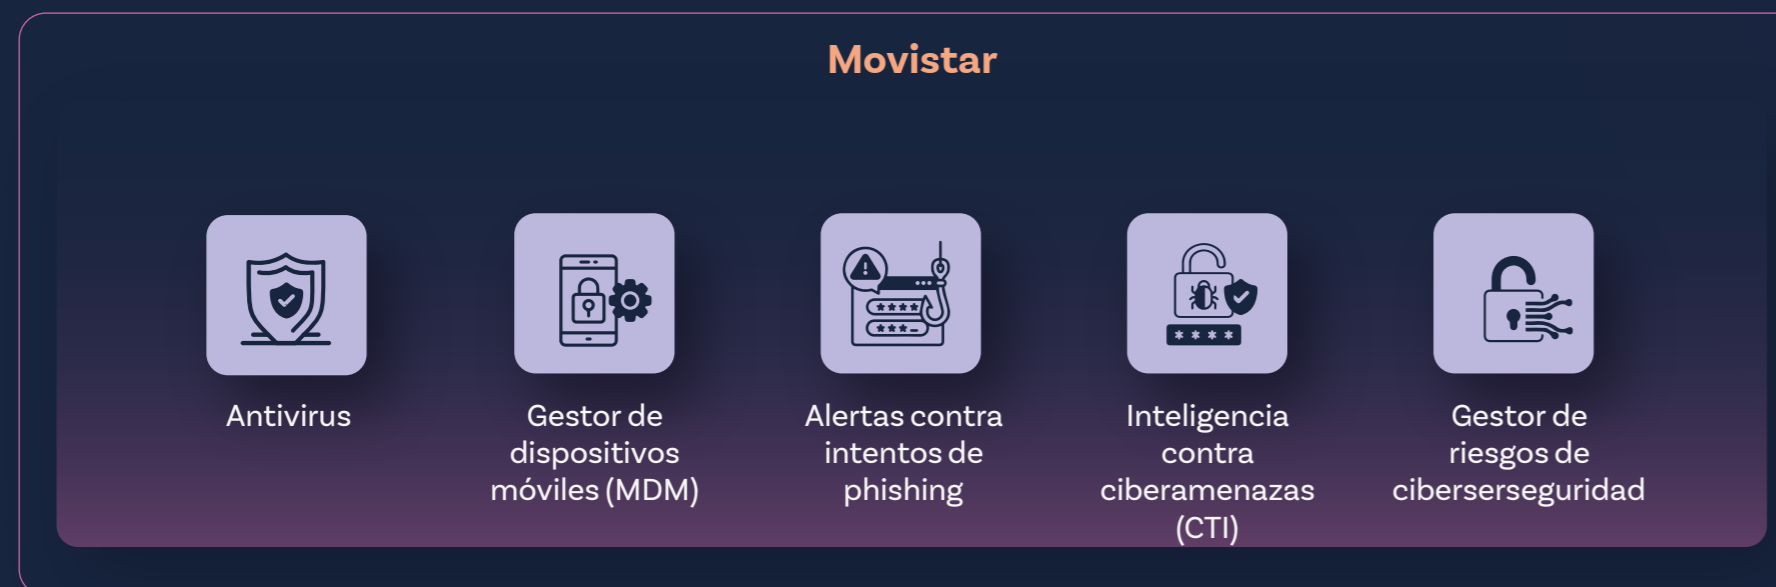 Movistar
Antivirus
Gestor de
dispositivos
móviles (MDM)
Alertas contra
intentos de
phishing
Inteligencia
contra
ciberamenazas
(CTI)
Gestor de
riesgos de
ciberserseguridad